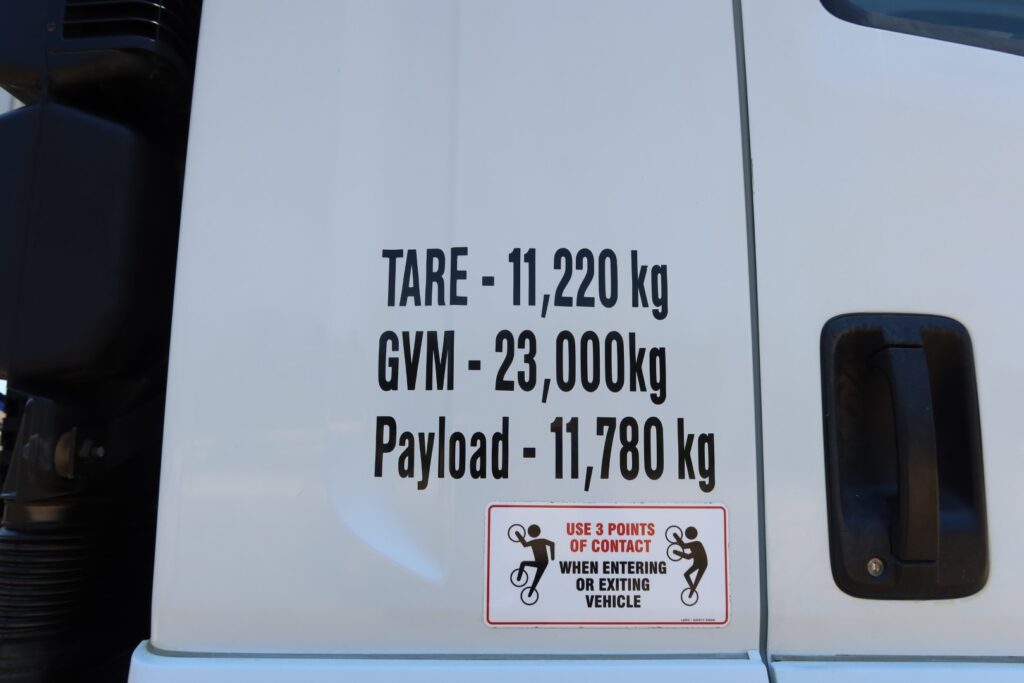 TARE - 11,220 kg
GVM - 23,000kg
Payload - 11,780 kg
USE 3 POINTS
OF CONTACT
WHEN ENTERING
OR EXITING
VEHICLE